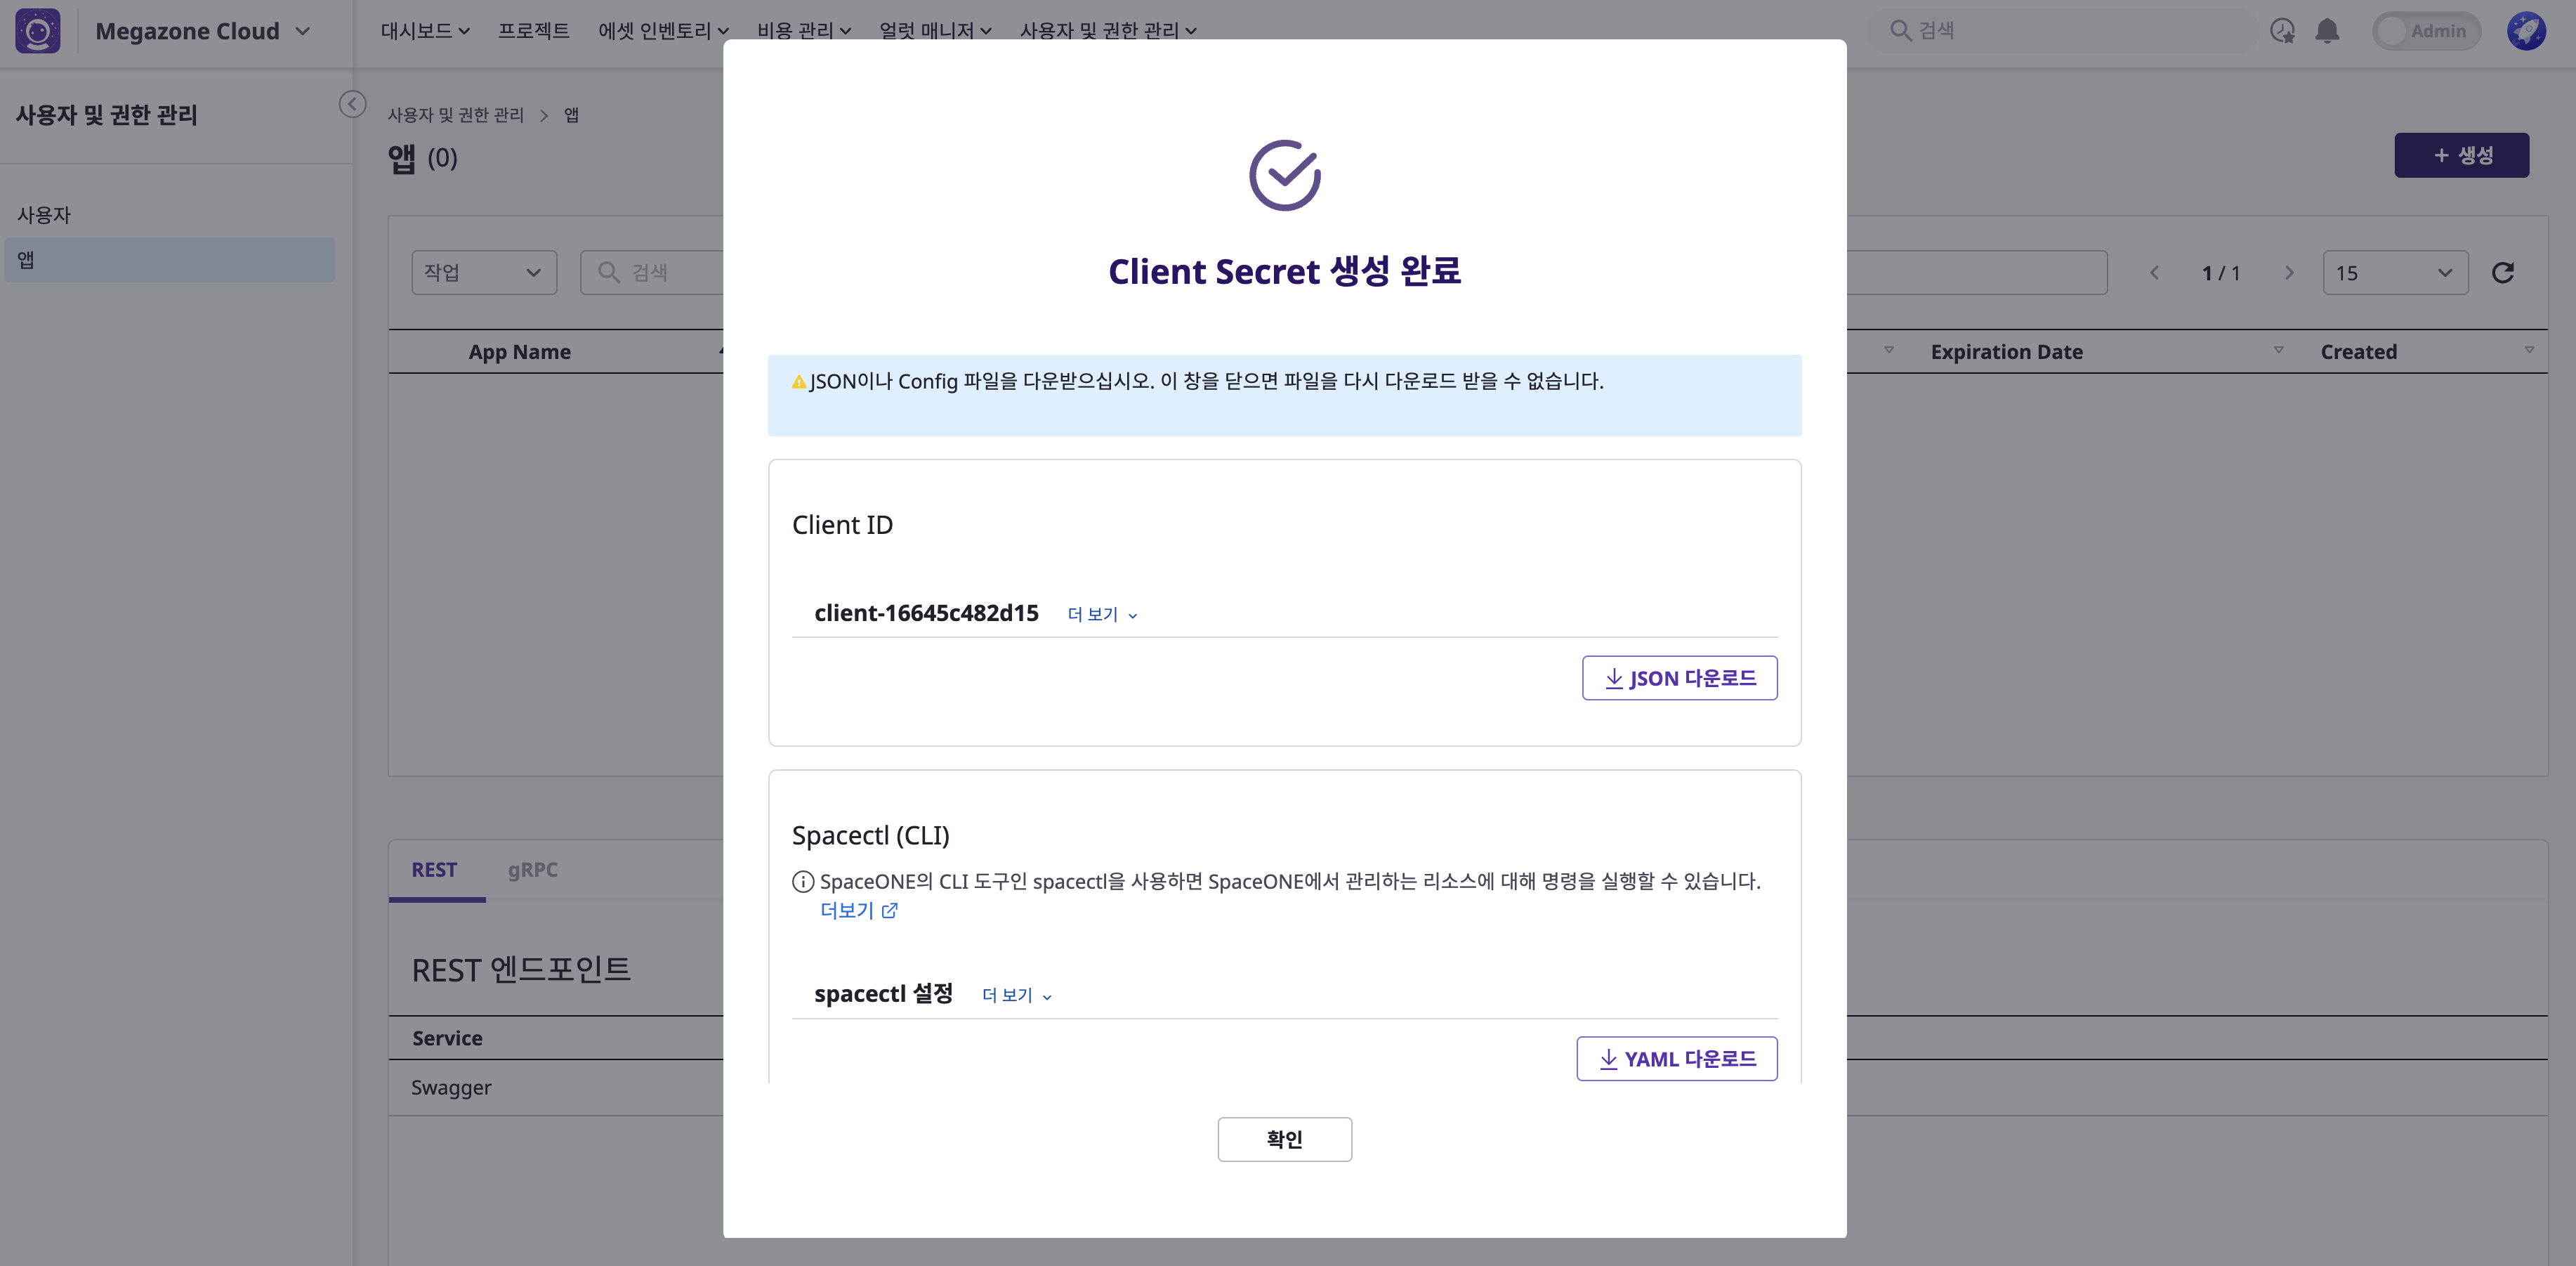 Megazone Cloud
대시보드 프로젝트 에셋 인벤토리 비용 관리 얼럿 매니저 사용자 및 권한 관리
검색
Admin
사용자 및 권한 관리
사용자
앱
사용자 및 권한 관리 > 앱
앱 (0)
+ 생성
작업
검색
1 / 1
15
App Name
Expiration Date
Created
REST
gRPC
REST 엔드포인트
Service
Swagger
Client Secret 생성 완료
JSON이나 Config 파일을 다운받으십시오. 이 창을 닫으면 파일을 다시 다운로드 받을 수 없습니다.
Client ID
client-16645c482d15 더 보기
JSON 다운로드
Spacectl (CLI)
SpaceONE의 CLI 도구인 spacectl을 사용하면 SpaceONE에서 관리하는 리소스에 대해 명령을 실행할 수 있습니다.
더보기
spacectl 설정 더 보기
YAML 다운로드
확인